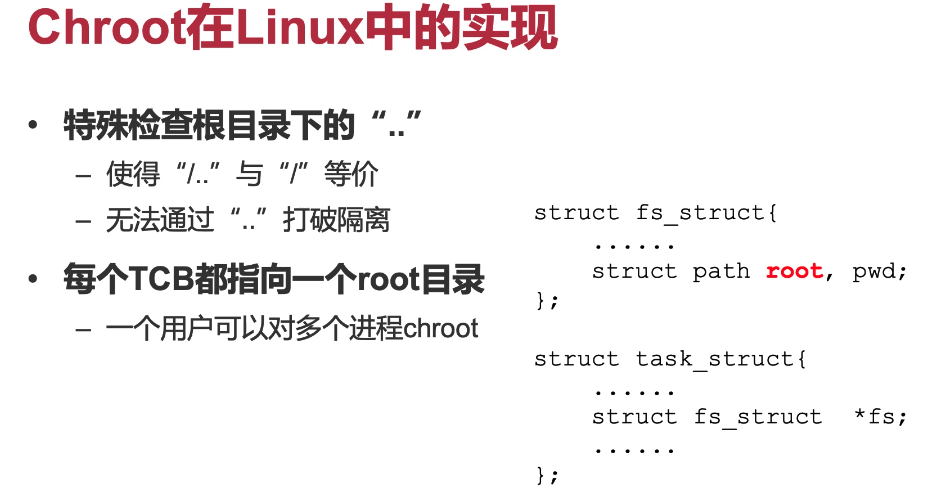 Chroot在Linux中的实现
• 特殊检查根目录下的“..”
– 使得“/..”与“/”等价
– 无法通过“..”打破隔离
• 每个TCB都指向一个root目录
– 一个用户可以对多个进程chroot
struct fs_struct{
......
struct path root, pwd;
};
struct task_struct{
......
struct fs_struct *fs;
......
};